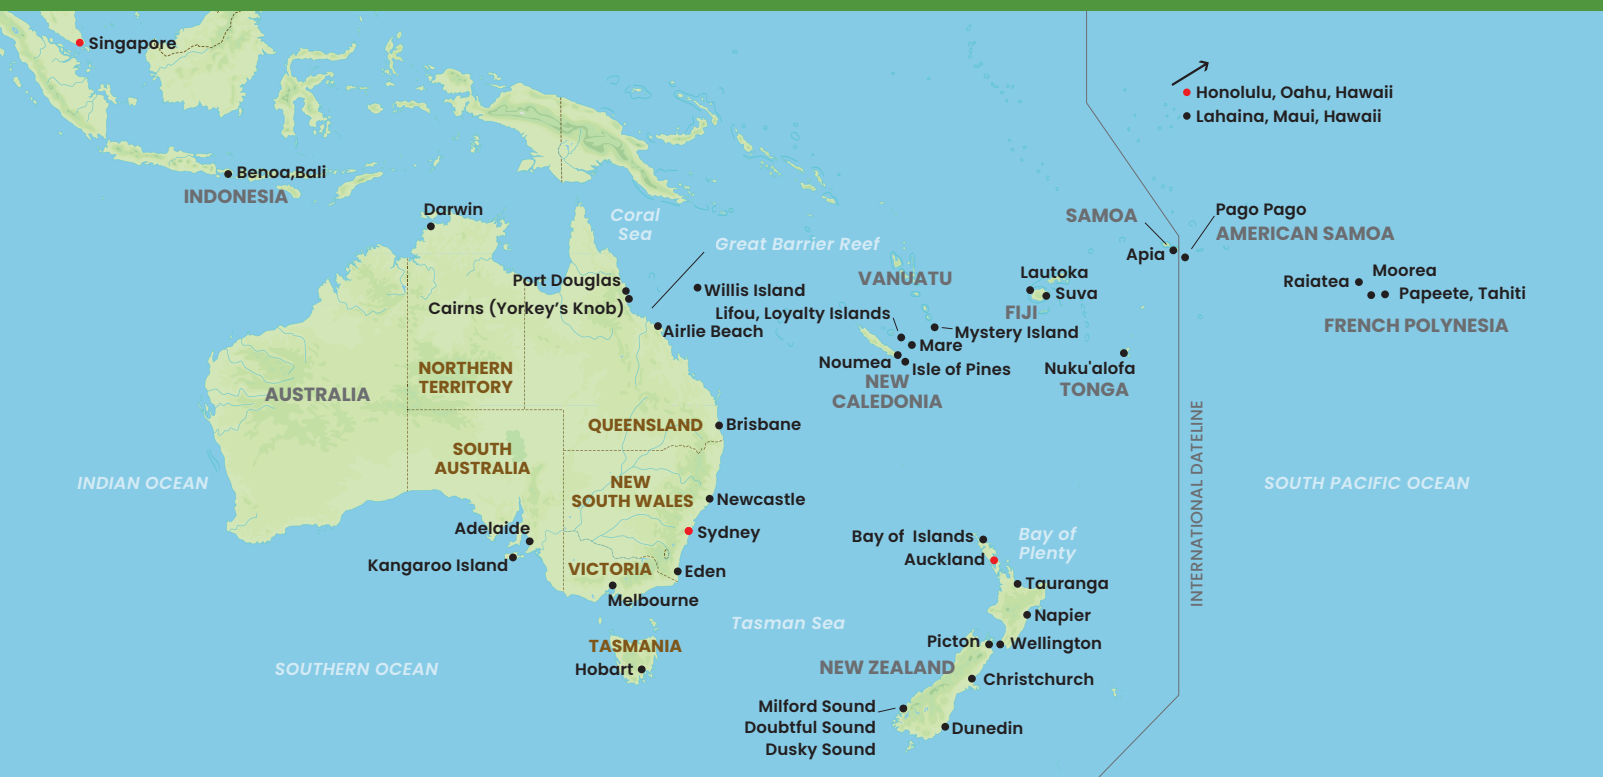 Singapore
Honolulu, Oahu, Hawaii
Lahaina, Maui, Hawaii
Benoa,Bali
INDONESIA
Darwin
Coral
Sea
Great Barrier Reef
SAMOA
Pago Pago
AMERICAN SAMOA
Apia
Port Douglas
Cairns (Yorkey's Knob)
Willis Island
VANUATU
Lautoka
Suva
FIJI
Raiatea
Moorea
Papeete, Tahiti
FRENCH POLYNESIA
Lifou, Loyalty Islands
Airlie Beach
Mystery Island
Mare
Noumea
Isle of Pines
NEW
CALEDONIA
Nuku'alofa
TONGA
NORTHERN
TERRITORY
AUSTRALIA
QUEENSLAND
Brisbane
SOUTH
AUSTRALIA
INDIAN OCEAN
NEW
SOUTH WALES
Newcastle
SOUTH PACIFIC OCEAN
INTERNATIONAL DATELINE
Adelaide
Sydney
Kangaroo Island
VICTORIA
Eden
Melbourne
Bay of  Islands
Bay of
Plenty
Auckland
Tauranga
Napier
Tasman Sea
TASMANIA
Hobart
SOUTHERN OCEAN
Picton
Wellington
NEW ZEALAND
Christchurch
Milford Sound
Doubtful Sound
Dusky Sound
Dunedin